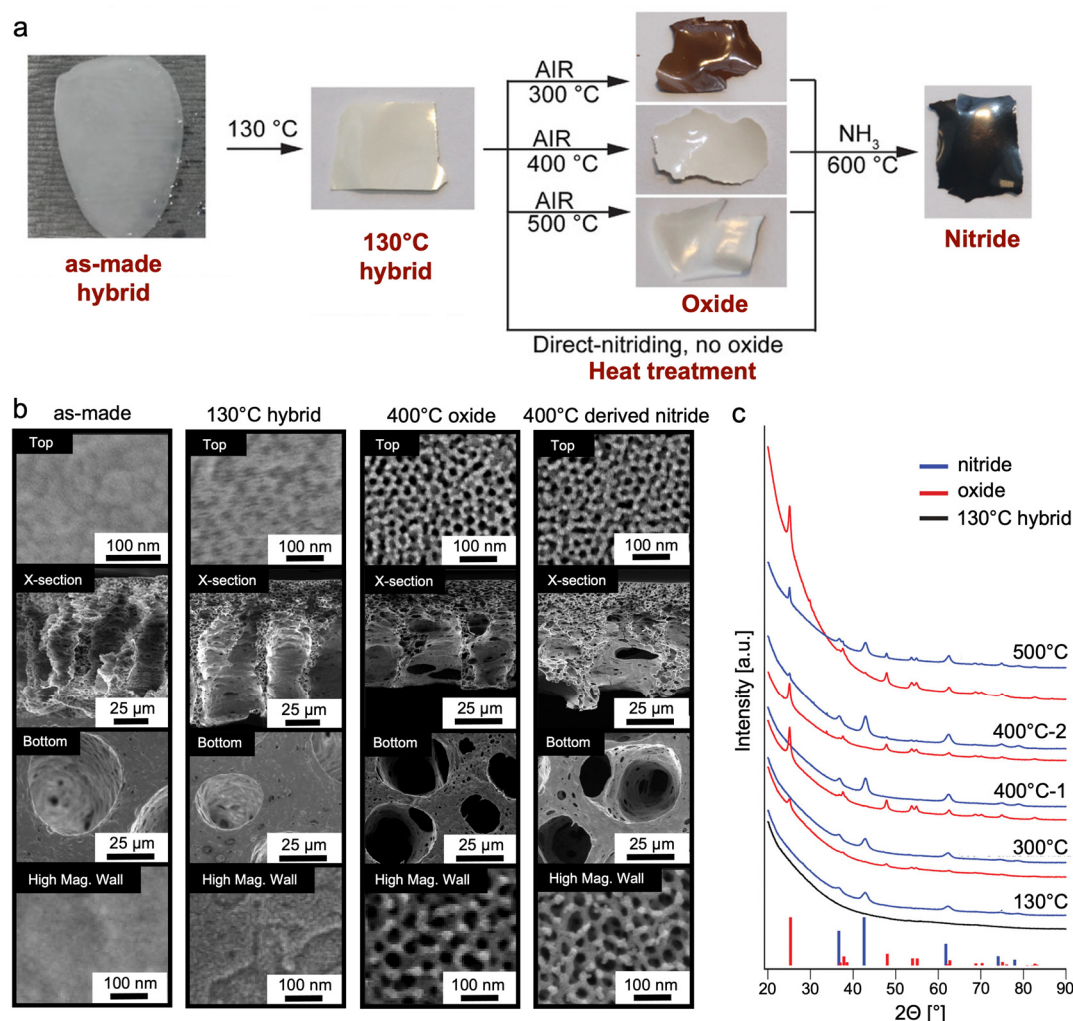 a
130 °C
AIR
300 °C
AIR
400 °C
AIR
500 °C
NH3
600 °C
as-made
hybrid
130°C
hybrid
Oxide
Nitride
Direct-nitriding, no oxide
Heat treatment
b
as-made
130°C hybrid
400°C oxide
400°C derived nitride
Top
100 nm
Top
100 nm
Top
100 nm
Top
100 nm
X-section
25 µm
X-section
25 µm
X-section
25 µm
X-section
25 µm
Bottom
25 µm
Bottom
25 µm
Bottom
25 µm
Bottom
25 µm
High Mag. Wall
100 nm
High Mag. Wall
100 nm
High Mag. Wall
100 nm
High Mag. Wall
100 nm
c
nitride
oxide
130°C hybrid
500°C
400°C-2
400°C-1
300°C
130°C
Intensity [a.u.]
20 30 40 50 60 70 80 90
2Θ [°]